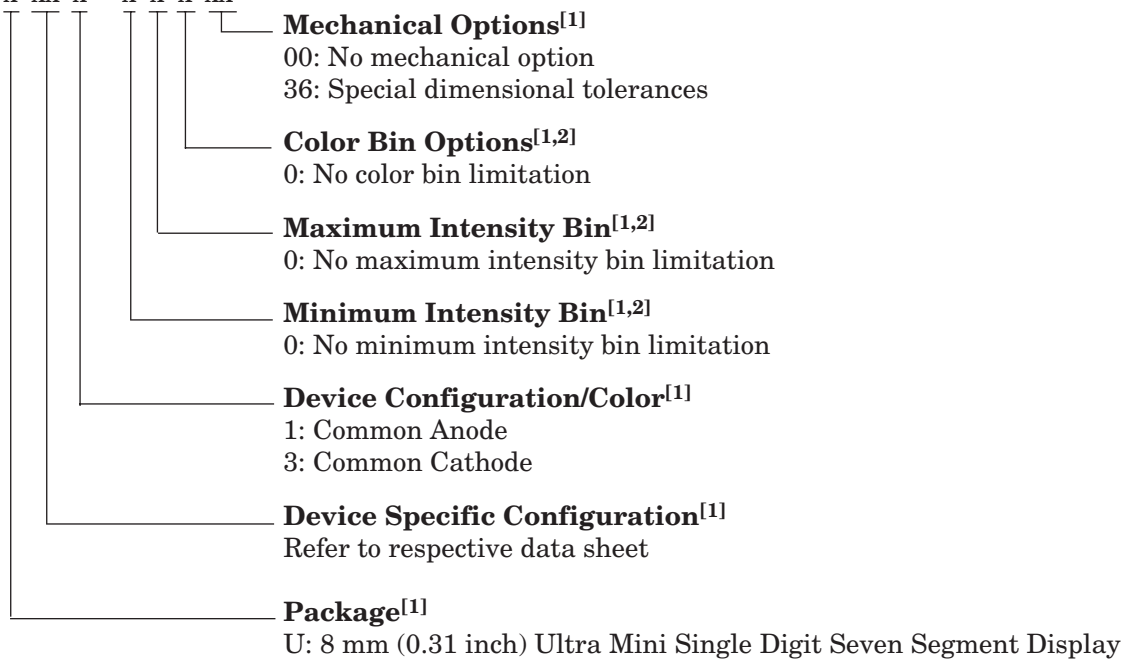 Mechanical Options[1]
00: No mechanical option
36: Special dimensional tolerances
Color Bin Options[1,2]
0: No color bin limitation
Maximum Intensity Bin[1,2]
0: No maximum intensity bin limitation
Minimum Intensity Bin[1,2]
0: No minimum intensity bin limitation
Device Configuration/Color[1]
1: Common Anode
3: Common Cathode
Device Specific Configuration[1]
Refer to respective data sheet
Package[1]
U: 8 mm (0.31 inch) Ultra Mini Single Digit Seven Segment Display